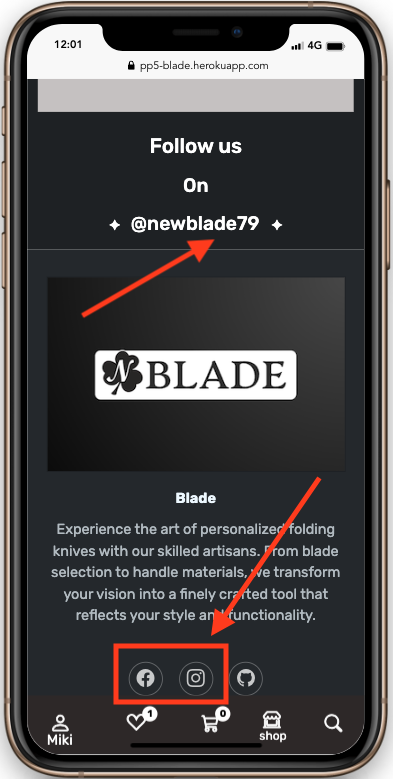 12:01
4G
pp5-blade.herokuapp.com
Follow us
On
@newblade79
N BLADE
Blade
Experience the art of personalized folding
knives with our skilled artisans. From blade
selection to handle materials, we transform
your vision into a finely crafted tool that
reflects your style and functionality.
1
0
Miki
shop